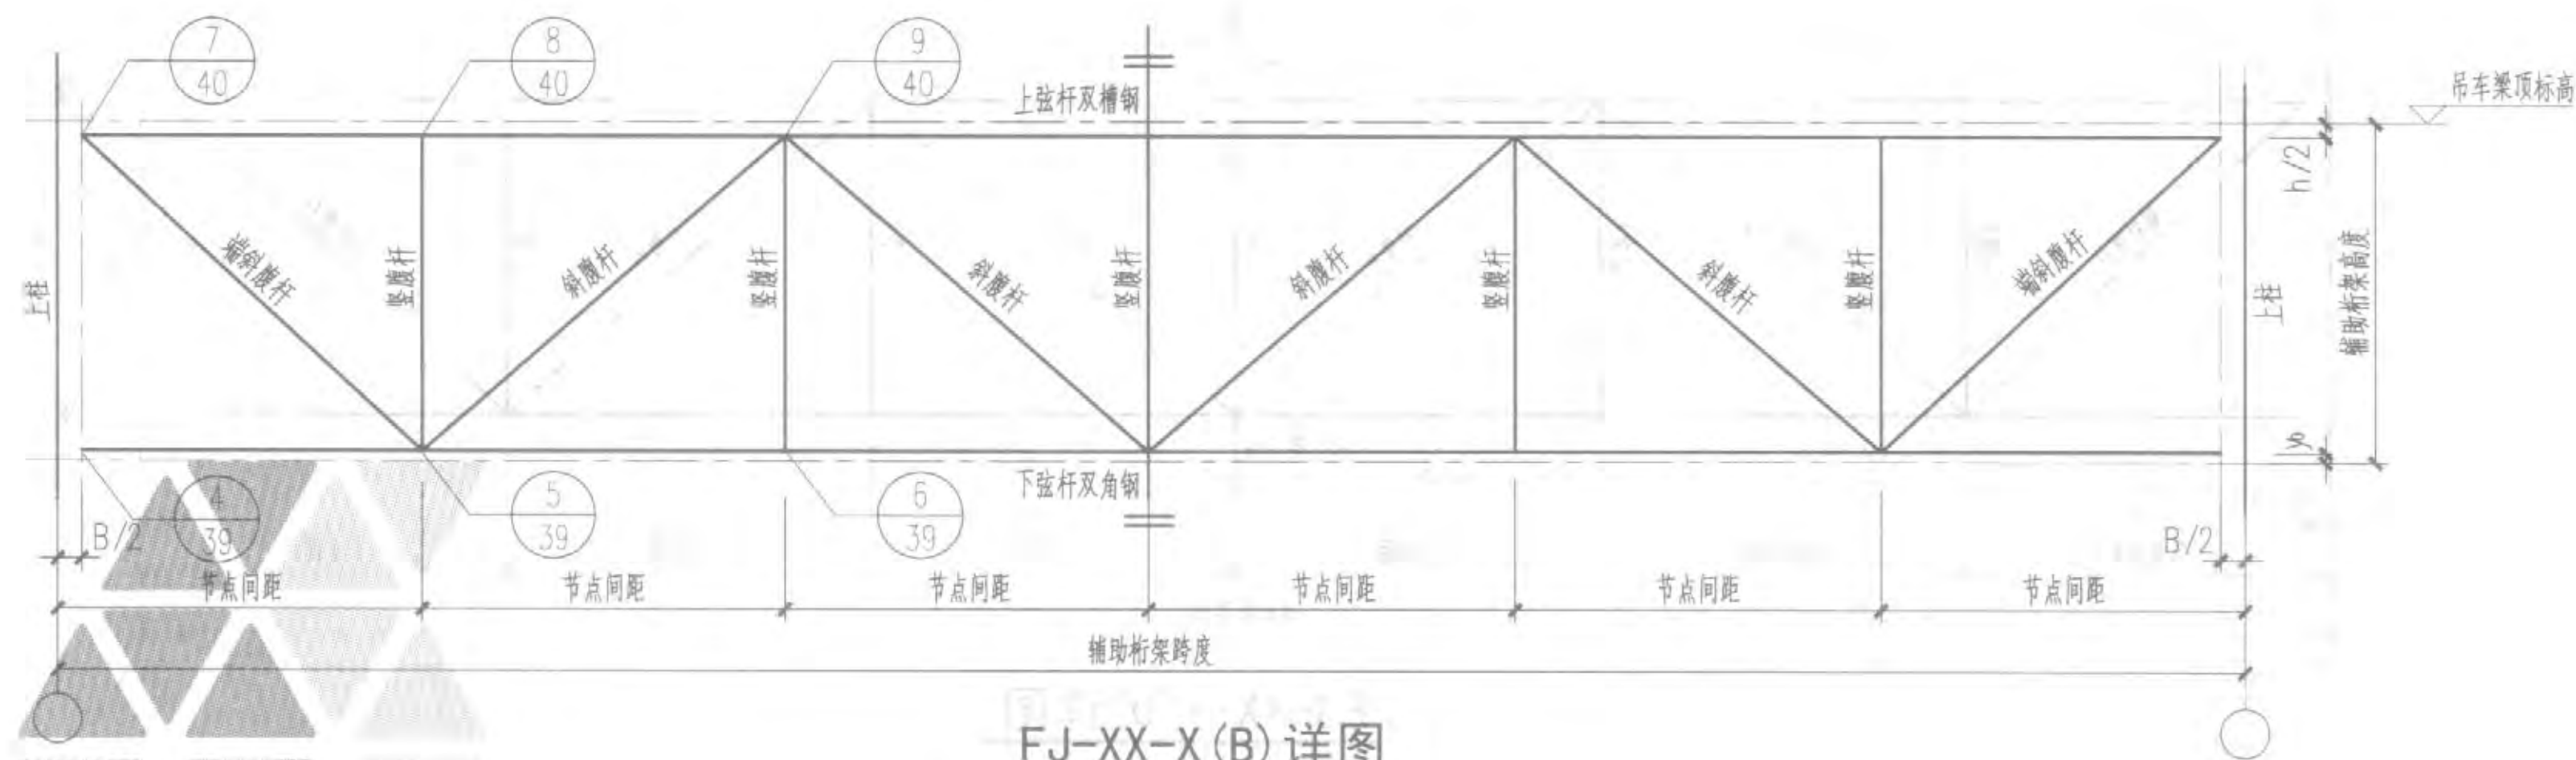 7
40
8
40
9
40
上弦杆双槽钢
吊车梁顶标高
h/2
上柱
端斜腹杆
竖腹杆
斜腹杆
竖腹杆
斜腹杆
竖腹杆
斜腹杆
竖腹杆
斜腹杆
竖腹杆
端斜腹杆
上柱
辅助桁架高度
y₀
4
39
5
39
6
39
下弦杆双角钢
B/2
B/2
节点间距
节点间距
节点间距
节点间距
节点间距
节点间距
辅助桁架跨度
FJ-XX-X(B)详图